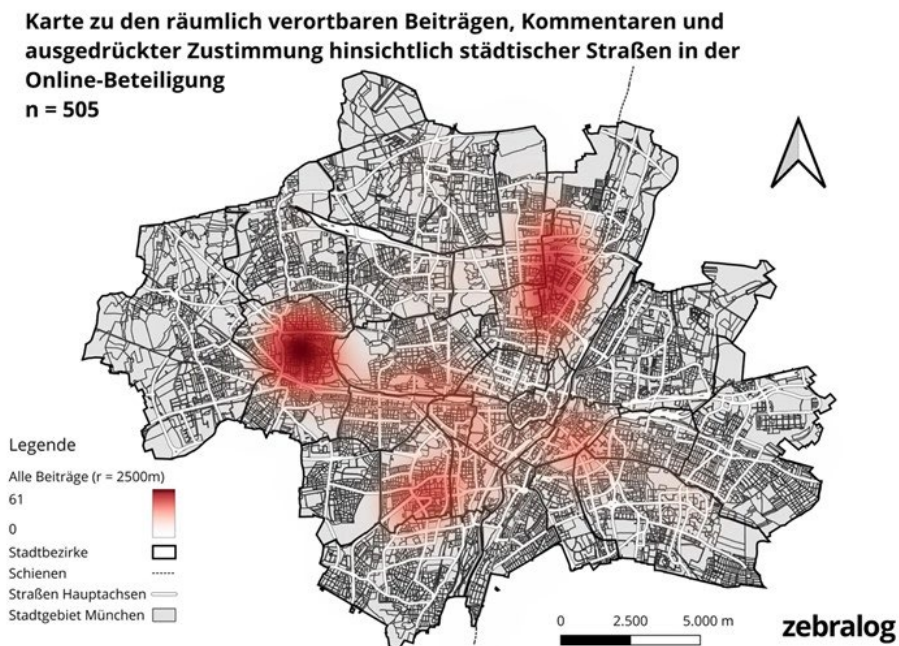 Karte zu den räumlich verortbaren Beiträgen, Kommentaren und
ausgedrückter Zustimmung hinsichtlich städtischer Straßen in der
Online-Beteiligung
n = 505
Legende
Alle Beiträge (r = 2500m)
61
0
Stadtbezirke
Schienen
Straßen Hauptachsen
Stadtgebiet München
0 2.500 5.000 m
zebralog